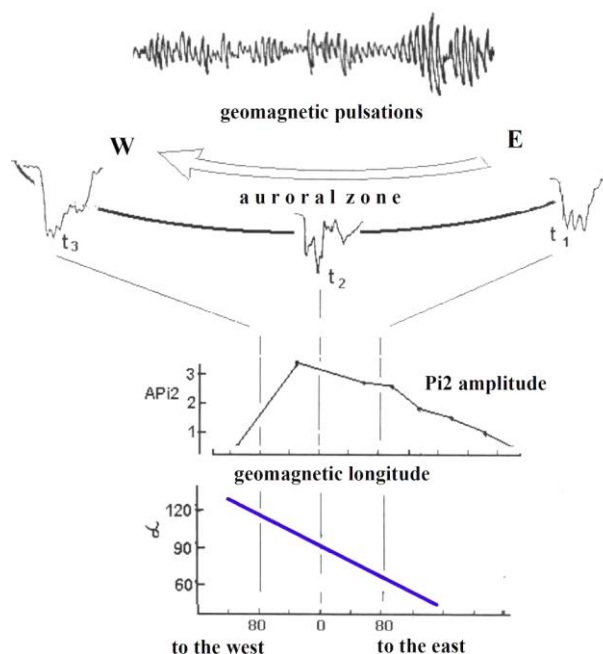 geomagnetic pulsations
W
E
auroral zone
t3
t2
t1
3
2
1
APi2
Pi2 amplitude
geomagnetic longitude
120
90
60
α
80 0 80
to the west to the east